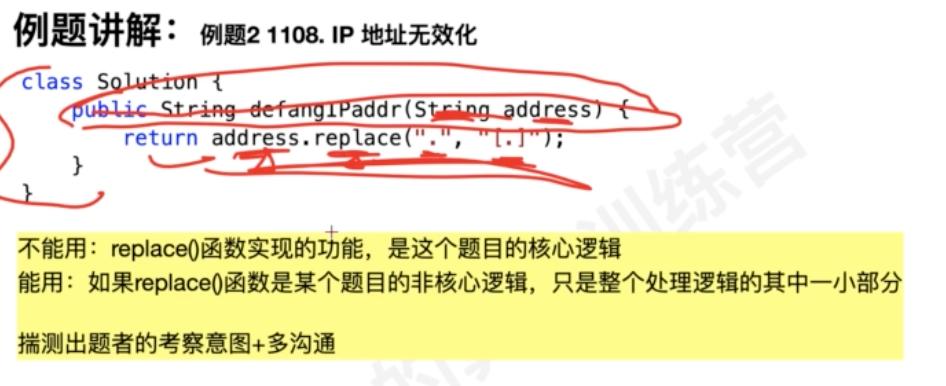 例题讲解：例题2 1108. IP 地址无效化
class Solution {
public String defangIPaddr(String address) {
return address.replace(".", "[.]");
}
}
不能用：replace()函数实现的功能，是这个题目的核心逻辑
能用：如果replace()函数是某个题目的非核心逻辑，只是整个处理逻辑的其中一小部分
揣测出题者的考察意图+多沟通
训练营